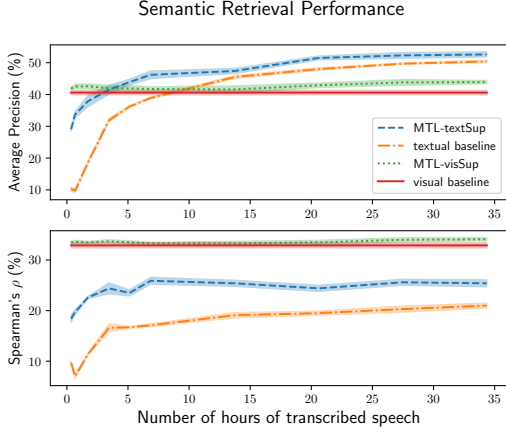 Semantic Retrieval Performance
Average Precision (%)
50
40
30
20
10
0 5 10 15 20 25 30 35
MTL-textSup
textual baseline
MTL-visSup
visual baseline
Spearman's ρ (%)
30
20
10
0 5 10 15 20 25 30 35
Number of hours of transcribed speech